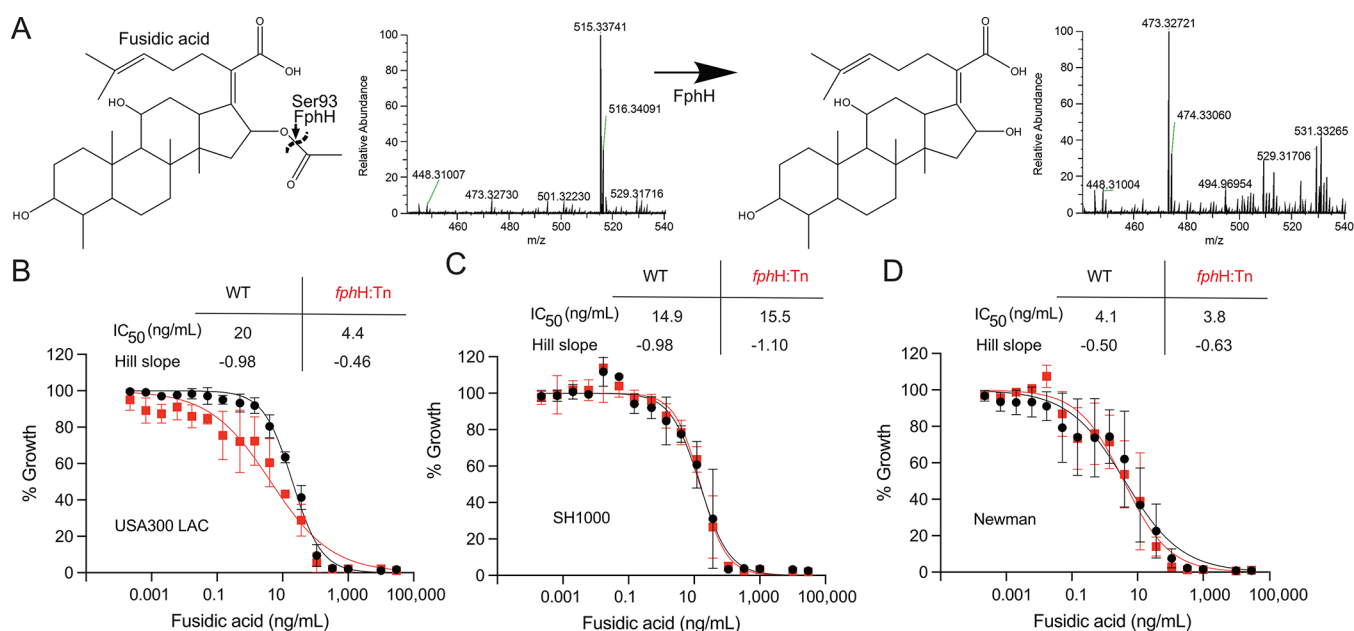 A
Fusidic acid
O
OH
HO
Ser93
FphH
O
O
HO
Relative Abundance
100
80
60
40
20
0
515.33741
516.34091
448.31007
473.32730
501.32230
529.31716
460
480
500
520
540
m/z
FphH
O
OH
HO
OH
HO
Relative Abundance
100
80
60
40
20
0
473.32721
474.33060
531.33265
529.31706
448.31004
494.96954
460
480
500
520
540
m/z
B
WT fphH:Tn
IC50 (ng/mL) 20 4.4
Hill slope -0.98 -0.46
% Growth
120
100
80
60
40
20
0
USA300 LAC
0.001 0.1 10 1,000 100,000
Fusidic acid (ng/mL)
C
WT fphH:Tn
IC50 (ng/mL) 14.9 15.5
Hill slope -0.98 -1.10
% Growth
120
100
80
60
40
20
0
SH1000
0.001 0.1 10 1,000 100,000
Fusidic acid (ng/mL)
D
WT fphH:Tn
IC50 (ng/mL) 4.1 3.8
Hill slope -0.50 -0.63
% Growth
120
100
80
60
40
20
0
Newman
0.001 0.1 10 1,000 100,000
Fusidic acid (ng/mL)